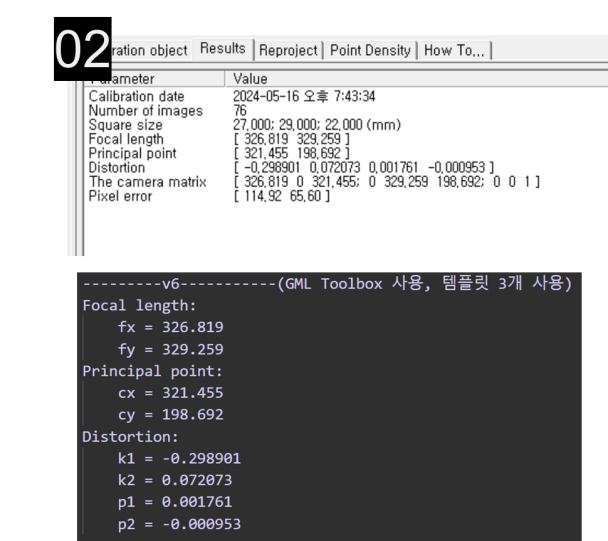 02
ration object Results Reproject Point Density How To...
Parameter Value
Calibration date 2024-05-16 오후 7:43:34
Number of images 76
Square size 27,000; 29,000; 22,000 (mm)
Focal length [ 326,819 329,259 ]
Principal point [ 321,455 198,692 ]
Distortion [ -0,298901 0,072073 0,001761 -0,000953 ]
The camera matrix [ 326,819 0 321,455; 0 329,259 198,692; 0 0 1 ]
Pixel error [ 114,92 65,60 ]
---------v6-----------(GML Toolbox 사용, 템플릿 3개 사용)
Focal length:
fx = 326.819
fy = 329.259
Principal point:
cx = 321.455
cy = 198.692
Distortion:
k1 = -0.298901
k2 = 0.072073
p1 = 0.001761
p2 = -0.000953